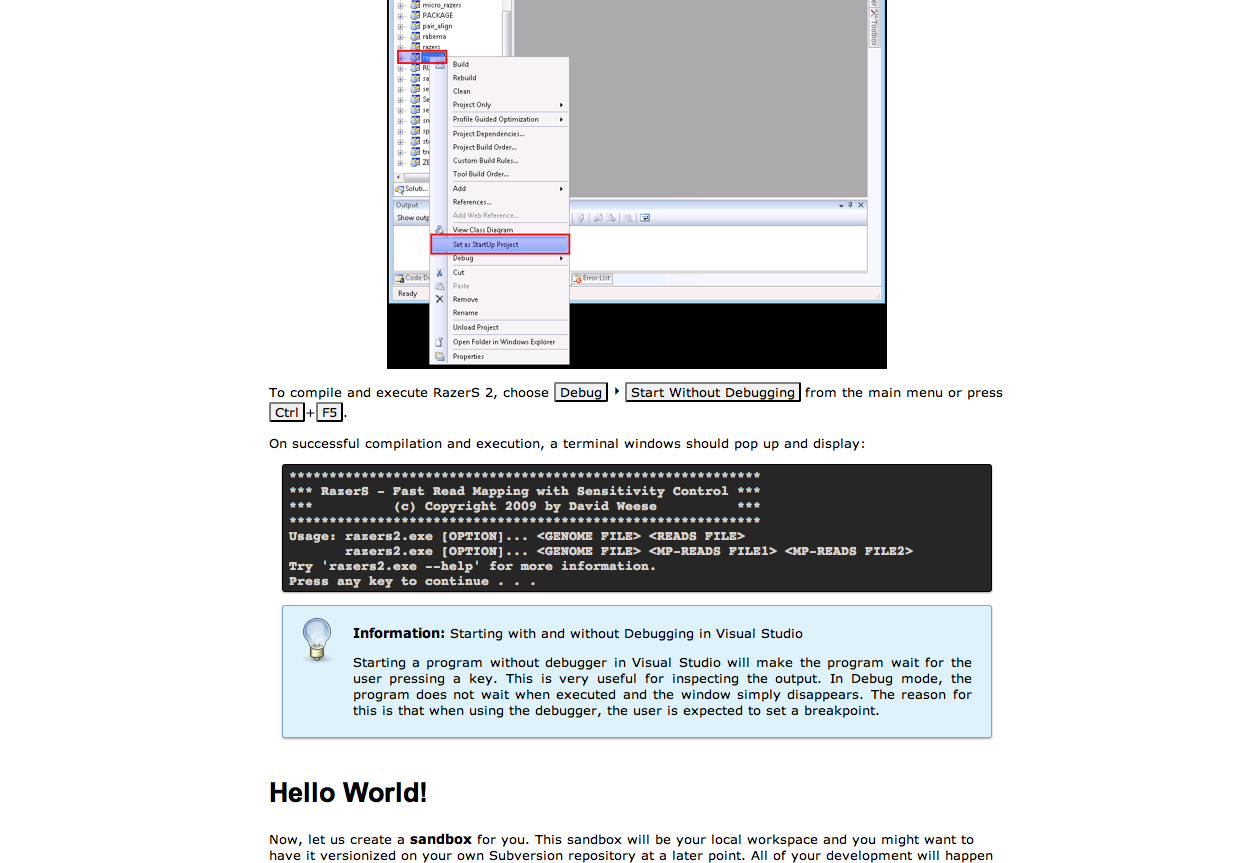 micro_razers
PACKAGE
pair_align
rabema
razers
Toolbox
Build
Rebuild
Clean
Project Only
Profile Guided Optimization
Project Dependencies...
Project Build Order...
Custom Build Rules...
Tool Build Order...
Add
References...
Add Web Reference...
View Class Diagram
Set as StartUp Project
Debug
Cut
Paste
Remove
Rename
Unload Project
Open Folder in Windows Explorer
Properties
Soluti...
Output
Show outp
Code De
Error List
Ready
To compile and execute RazerS 2, choose Debug ‣ Start Without Debugging from the main menu or press
Ctrl+F5.
On successful compilation and execution, a terminal windows should pop up and display:
***********************************************************
*** RazerS - Fast Read Mapping with Sensitivity Control ***
*** (c) Copyright 2009 by David Weese ***
***********************************************************
Usage: razers2.exe [OPTION]... <GENOME FILE> <READS FILE>
razers2.exe [OPTION]... <GENOME FILE> <MP-READS FILE1> <MP-READS FILE2>
Try 'razers2.exe --help' for more information.
Press any key to continue . . .
Information: Starting with and without Debugging in Visual Studio
Starting a program without debugger in Visual Studio will make the program wait for the
user pressing a key. This is very useful for inspecting the output. In Debug mode, the
program does not wait when executed and the window simply disappears. The reason for
this is that when using the debugger, the user is expected to set a breakpoint.
Hello World!
Now, let us create a sandbox for you. This sandbox will be your local workspace and you might want to
have it versionized on your own Subversion repository at a later point. All of your development will happen